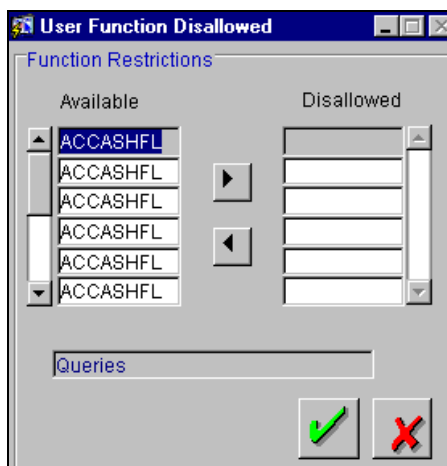 User Function Disallowed
Function Restrictions
Available Disallowed
ACCASHFL
ACCASHFL
ACCASHFL
ACCASHFL
ACCASHFL
ACCASHFL
Queries